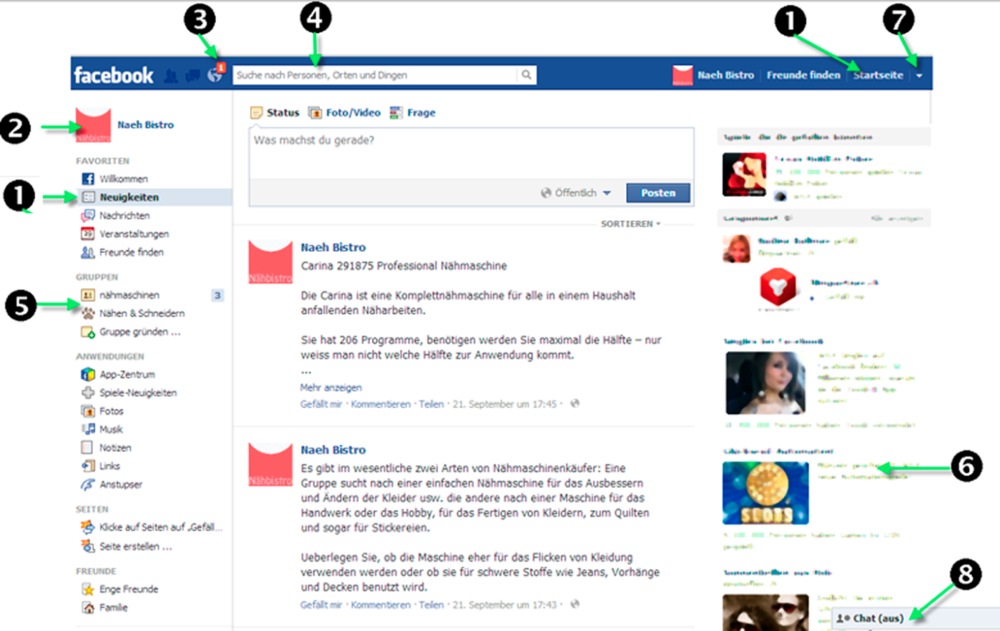 3
4
1
7
facebook
1
Suche nach Personen, Orten und Dingen
Naeh Bistro
Freunde finden
Startseite
2
Nähbistro
Naeh Bistro
FAVORITEN
Willkommen
1
Neuigkeiten
Nachrichten
29
Veranstaltungen
Freunde finden
GRUPPEN
nähmaschinen
3
5
Nähen & Schneidern
Gruppe gründen ...
ANWENDUNGEN
App-Zentrum
Spiele-Neuigkeiten
Fotos
Musik
Notizen
Links
Anstupser
SEITEN
Klicke auf Seiten auf „Gefäll...
Seite erstellen ...
FREUNDE
Enge Freunde
Familie
Status
Foto/Video
Frage
Was machst du gerade?
Öffentlich
Posten
SORTIEREN
Nähbistro
Naeh Bistro
Carina 291875 Professional Nähmaschine
Die Carina ist eine Komplettnähmaschine für alle in einem Haushalt
anfallenden Näharbeiten.
Sie hat 206 Programme, benötigen werden Sie maximal die Hälfte – nur
weiss man nicht welche Hälfte zur Anwendung kommt.
...
Mehr anzeigen
Gefällt mir · Kommentieren · Teilen · 21. September um 17:45 ·
Nähbistro
Naeh Bistro
Es gibt im wesentliche zwei Arten von Nähmaschinenkäufer: Eine
Gruppe sucht nach einer einfachen Nähmaschine für das Ausbessern
und Ändern der Kleider usw. die andere nach einer Maschine für das
Handwerk oder das Hobby, für das Fertigen von Kleidern, zum Quilten
und sogar für Stickereien.
Ueberlegen Sie, ob die Maschine eher für das Flicken von Kleidung
verwenden werden oder ob sie für schwere Stoffe wie Jeans, Vorhänge
und Decken benutzt wird.
Gefällt mir · Kommentieren · Teilen · 21. September um 17:43 ·
6
SLOTS
8
Chat (aus)